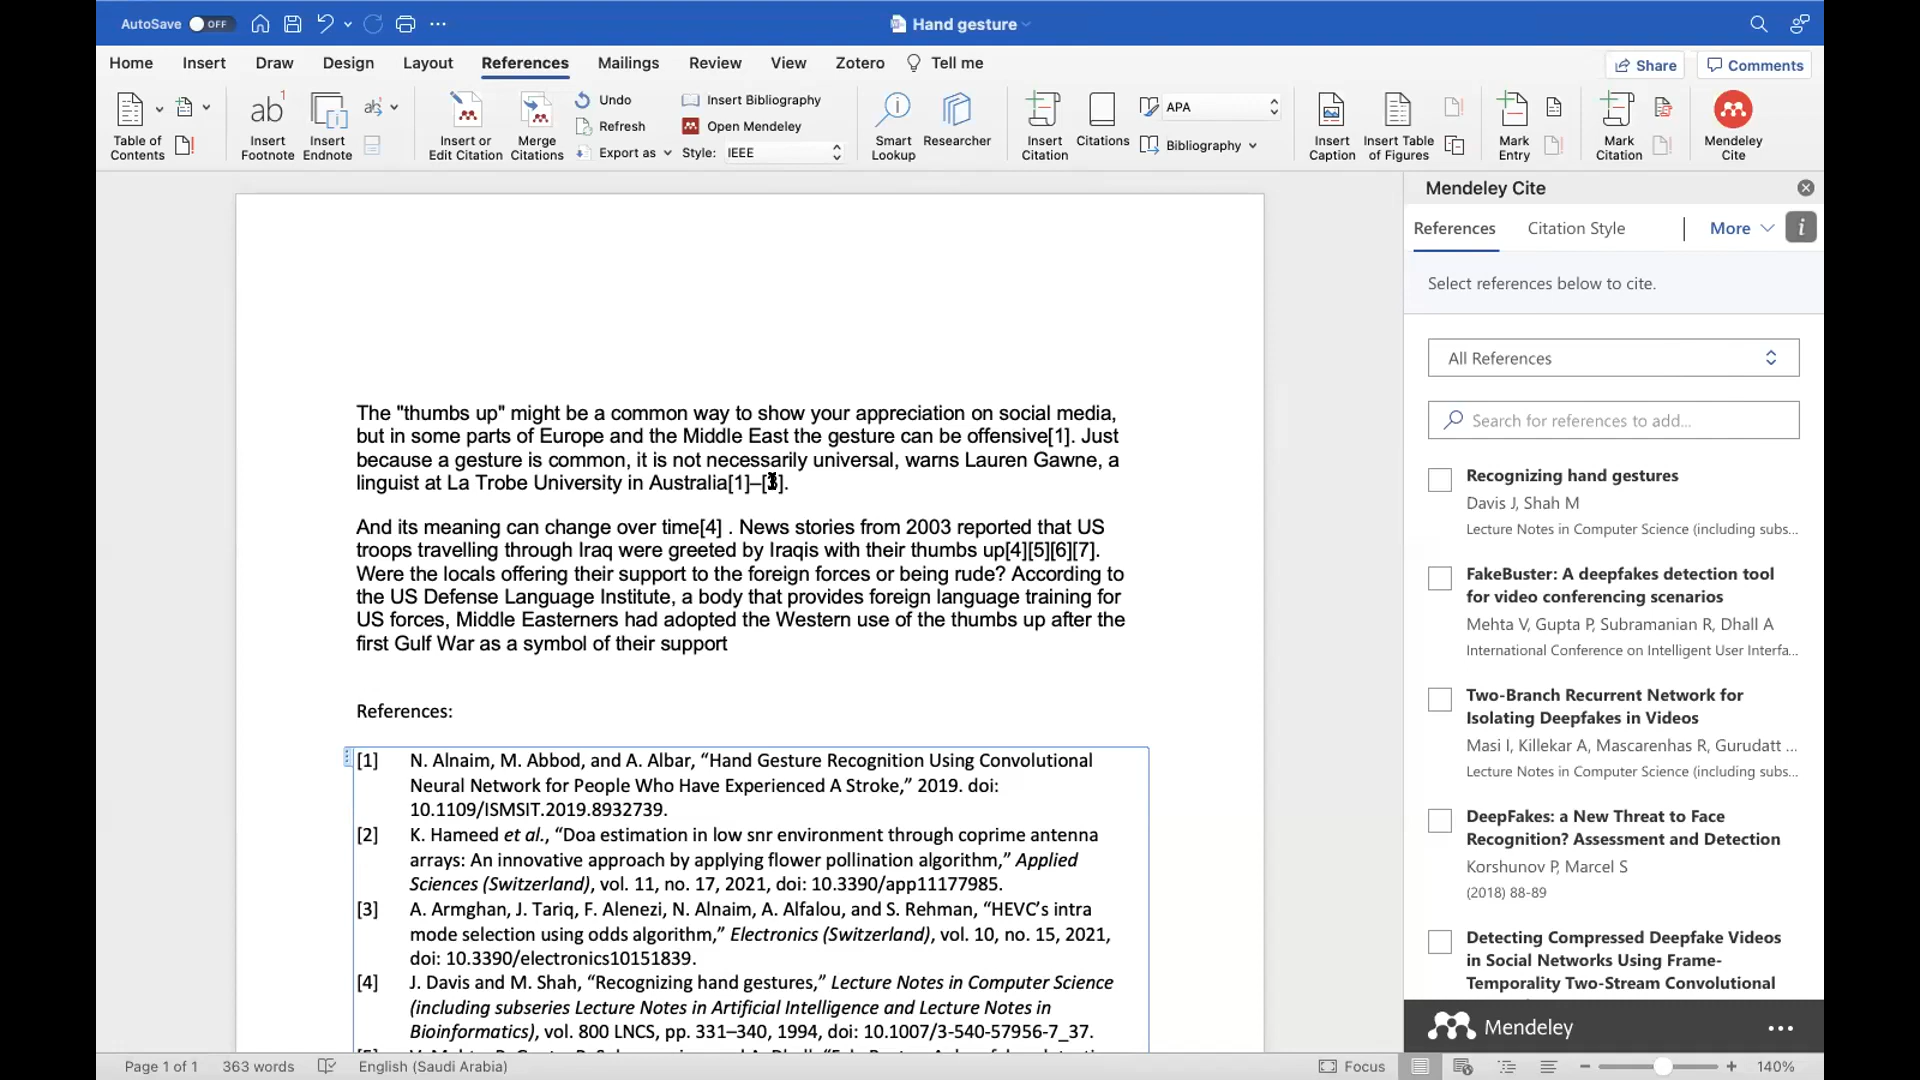 AutoSave OFF
Hand gesture
Home Insert Draw Design Layout References Mailings Review View Zotero Tell me
Share Comments
Table of Contents
Insert Footnote
Insert Endnote
Insert or Edit Citation
Merge Citations
Undo
Refresh
Export as
Insert Bibliography
Open Mendeley
Style: IEEE
Smart Lookup
Researcher
Insert Citation
Citations
APA
Bibliography
Insert Caption
Insert Table of Figures
Mark Entry
Mark Citation
Mendeley Cite
The "thumbs up" might be a common way to show your appreciation on social media,
but in some parts of Europe and the Middle East the gesture can be offensive[1]. Just
because a gesture is common, it is not necessarily universal, warns Lauren Gawne, a
linguist at La Trobe University in Australia[1]–[3].
And its meaning can change over time[4] . News stories from 2003 reported that US
troops travelling through Iraq were greeted by Iraqis with their thumbs up[4][5][6][7].
Were the locals offering their support to the foreign forces or being rude? According to
the US Defense Language Institute, a body that provides foreign language training for
US forces, Middle Easterners had adopted the Western use of the thumbs up after the
first Gulf War as a symbol of their support
References:
[1] N. Alnaim, M. Abbod, and A. Albar, “Hand Gesture Recognition Using Convolutional
Neural Network for People Who Have Experienced A Stroke,” 2019. doi:
10.1109/ISMSIT.2019.8932739.
[2] K. Hameed et al., “Doa estimation in low snr environment through coprime antenna
arrays: An innovative approach by applying flower pollination algorithm,” Applied
Sciences (Switzerland), vol. 11, no. 17, 2021, doi: 10.3390/app11177985.
[3] A. Armghan, J. Tariq, F. Alenezi, N. Alnaim, A. Alfalou, and S. Rehman, “HEVC’s intra
mode selection using odds algorithm,” Electronics (Switzerland), vol. 10, no. 15, 2021,
doi: 10.3390/electronics10151839.
[4] J. Davis and M. Shah, “Recognizing hand gestures,” Lecture Notes in Computer Science
(including subseries Lecture Notes in Artificial Intelligence and Lecture Notes in
Bioinformatics), vol. 800 LNCS, pp. 331–340, 1994, doi: 10.1007/3-540-57956-7_37.
Mendeley Cite
References Citation Style More
Select references below to cite.
All References
Search for references to add...
Recognizing hand gestures
Davis J, Shah M
Lecture Notes in Computer Science (including subs...
FakeBuster: A deepfakes detection tool
for video conferencing scenarios
Mehta V, Gupta P, Subramanian R, Dhall A
International Conference on Intelligent User Interfa...
Two-Branch Recurrent Network for
Isolating Deepfakes in Videos
Masi I, Killekar A, Mascarenhas R, Gurudatt ...
Lecture Notes in Computer Science (including subs...
DeepFakes: a New Threat to Face
Recognition? Assessment and Detection
Korshunov P, Marcel S
(2018) 88-89
Detecting Compressed Deepfake Videos
in Social Networks Using Frame-
Temporality Two-Stream Convolutional
Mendeley
Page 1 of 1 363 words English (Saudi Arabia) Focus 140%